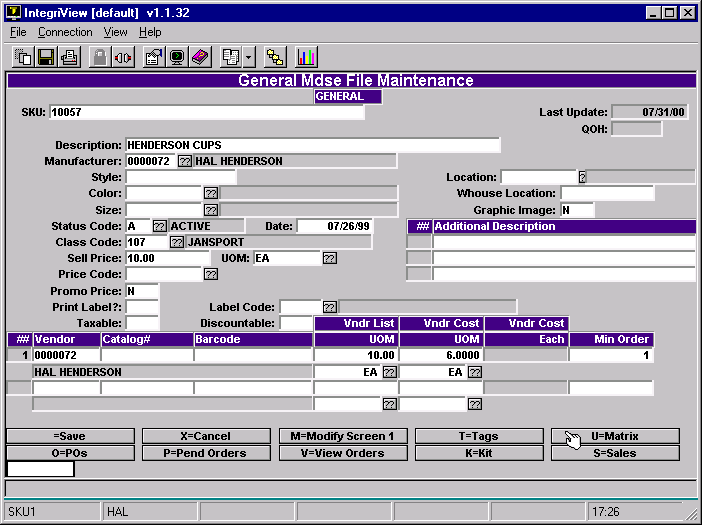 IntegriView [default] v1.1.32
File Connection View Help
General Mdse File Maintenance
GENERAL
SKU: 10057 Last Update: 07/31/00
QOH:
Description: HENDERSON CUPS
Manufacturer: 0000072 ?? HAL HENDERSON
Style: Location: ?
Color: ?? Whouse Location:
Size: ?? Graphic Image: N
Status Code: A ?? ACTIVE Date: 07/26/99 ## Additional Description
Class Code: 107 ?? JANSPORT
Sell Price: 10.00 UOM: EA ??
Price Code: ??
Promo Price: N
Print Label?: Label Code: ??
Taxable: Discountable: Vndr List Vndr Cost Vndr Cost
## Vendor Catalog# Barcode UOM UOM Each Min Order
1 0000072 10.00 6.0000 1
HAL HENDERSON EA ?? EA ??
?? ??
=Save X=Cancel M=Modify Screen 1 T=Tags U=Matrix
O=POs P=Pend Orders V=View Orders K=Kit S=Sales
SKU1 HAL 17:26